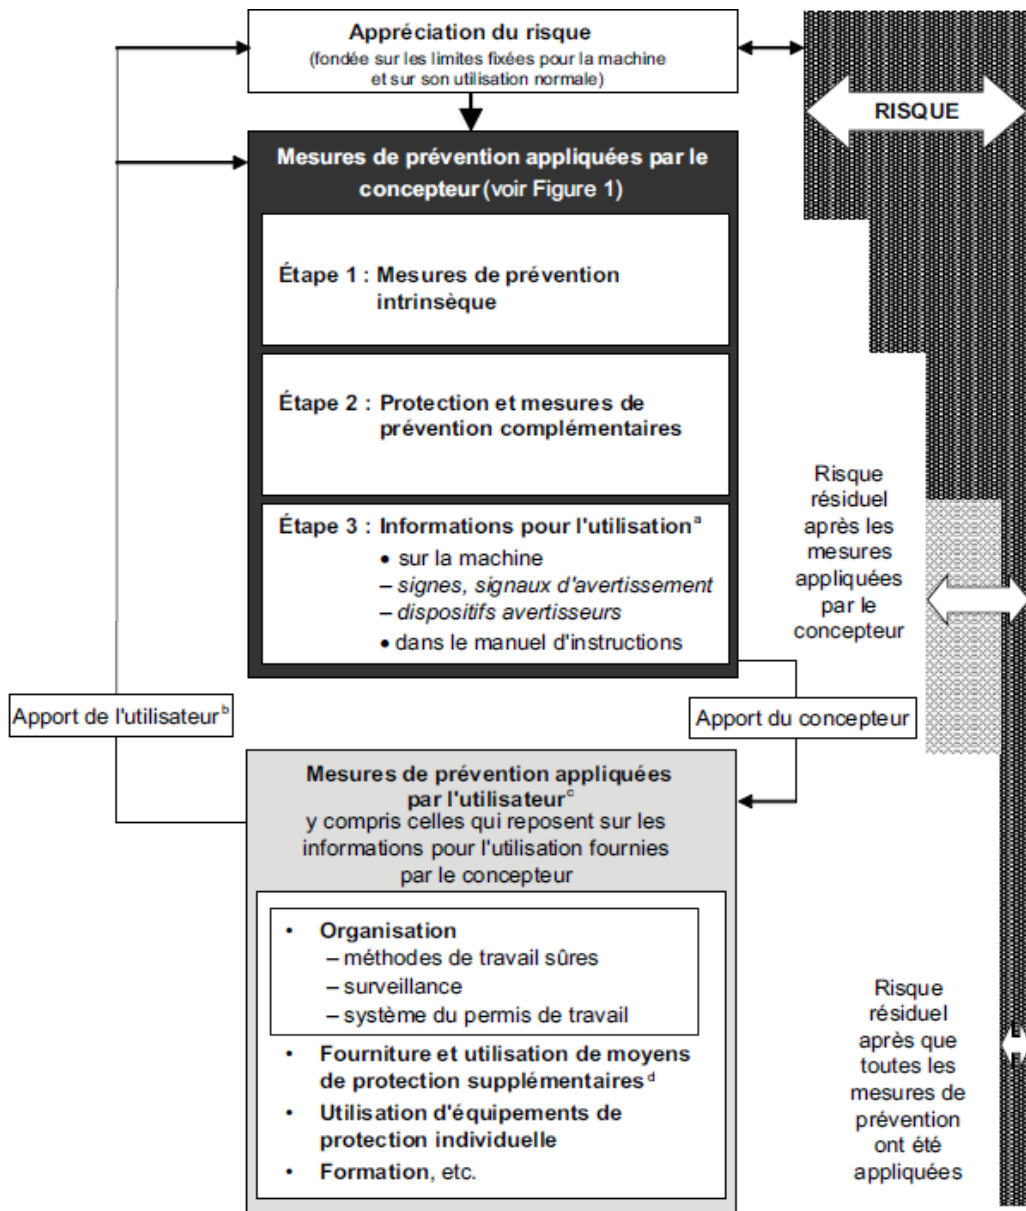 Appréciation du risque
(fondée sur les limites fixées pour la machine
et sur son utilisation normale)
RISQUE
Mesures de prévention appliquées par le
concepteur (voir Figure 1)
Étape 1 : Mesures de prévention
intrinsèque
Étape 2 : Protection et mesures de
prévention complémentaires
Étape 3 : Informations pour l'utilisation a
• sur la machine
– signes, signaux d'avertissement
– dispositifs avertisseurs
• dans le manuel d'instructions
Risque
résiduel
après les
mesures
appliquées
par le
concepteur
Apport de l'utilisateur b
Apport du concepteur
Mesures de prévention appliquées
par l'utilisateur c
y compris celles qui reposent sur les
informations pour l'utilisation fournies
par le concepteur
• Organisation
– méthodes de travail sûres
– surveillance
– système du permis de travail
• Fourniture et utilisation de moyens
de protection supplémentaires d
• Utilisation d'équipements de
protection individuelle
• Formation, etc.
Risque
résiduel
après que
toutes les
mesures de
prévention
ont été
appliquées